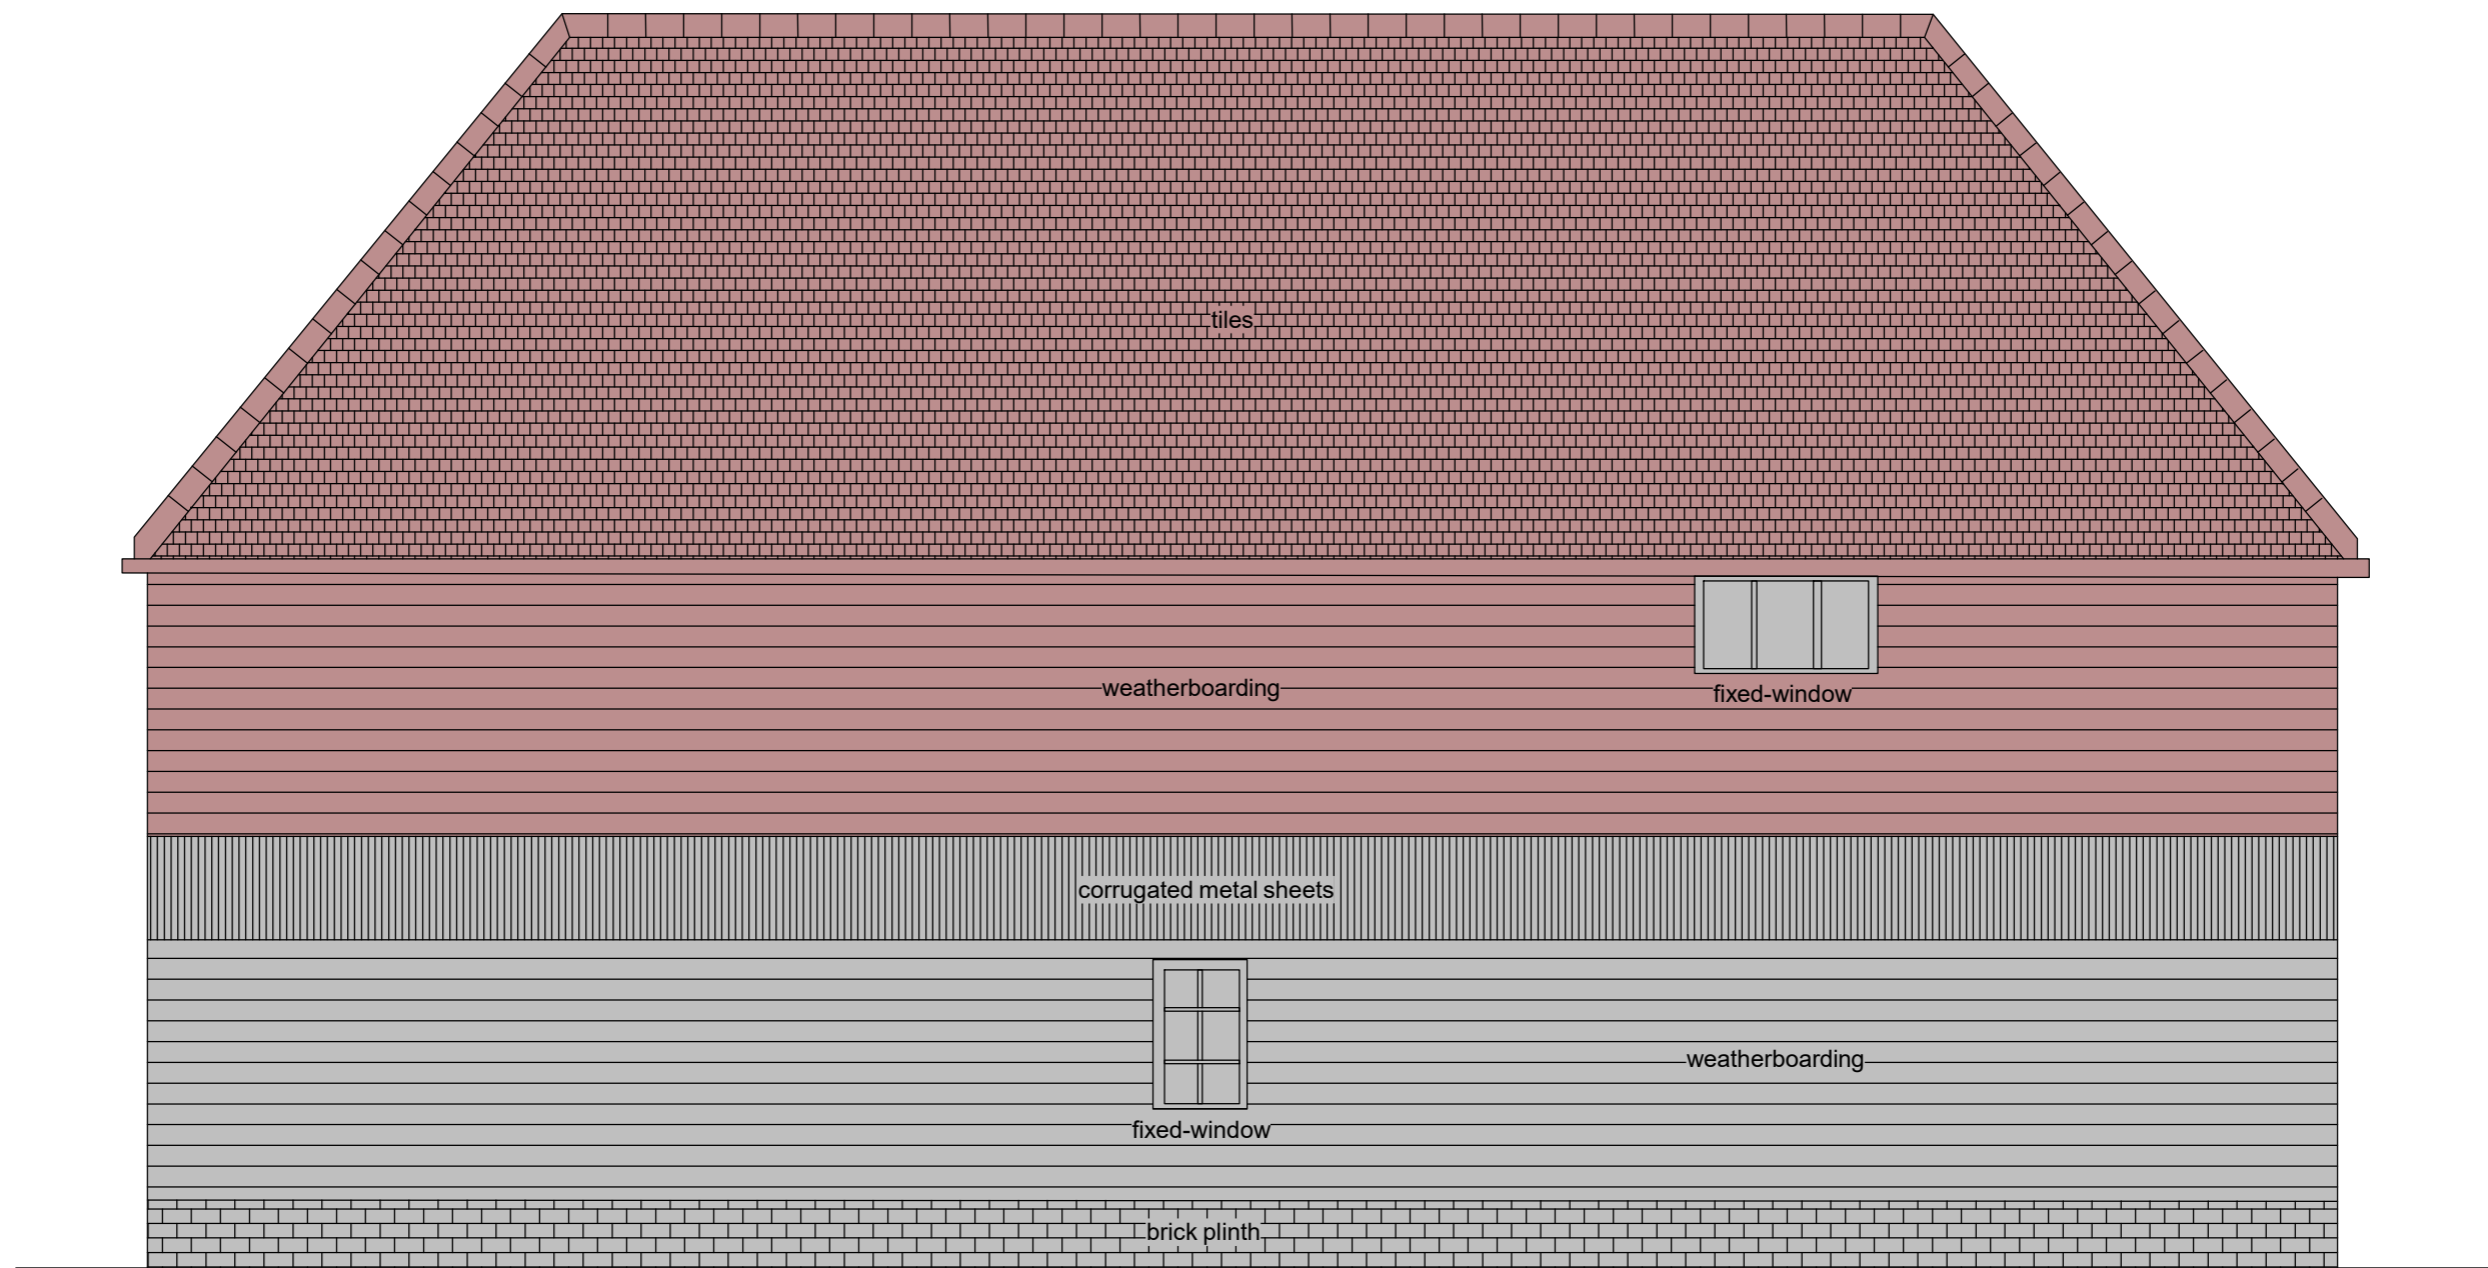 tiles
weatherboarding
fixed-window
corrugated metal sheets
weatherboarding
fixed-window
brick plinth